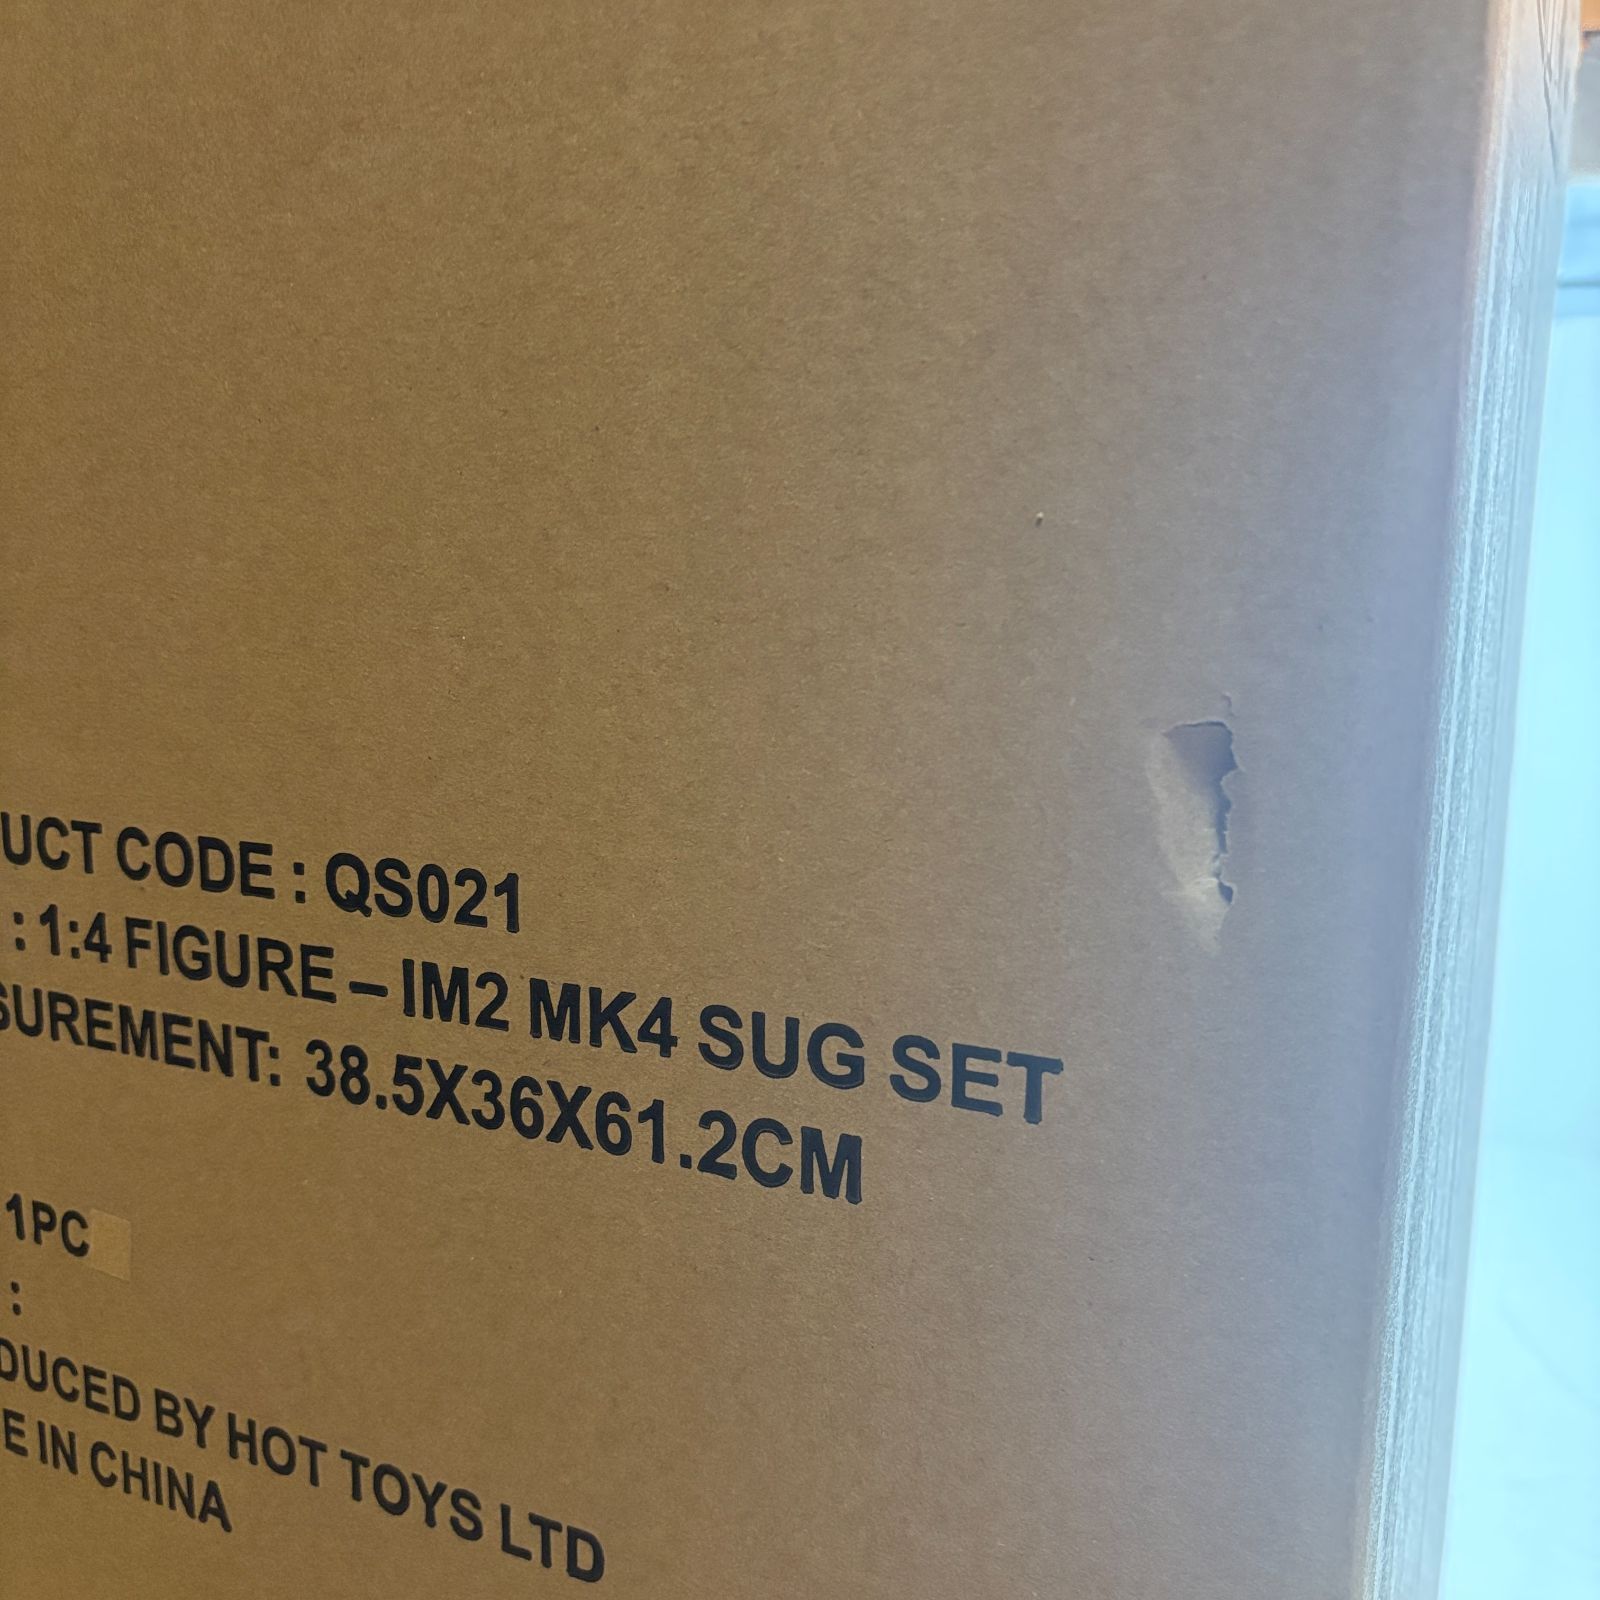 UCT CODE : QS021
: 1:4 FIGURE – IM2 MK4 SUG SET
SUREMENT: 38.5X36X61.2CM
1PC
:
DUCED BY HOT TOYS LTD
E IN CHINA